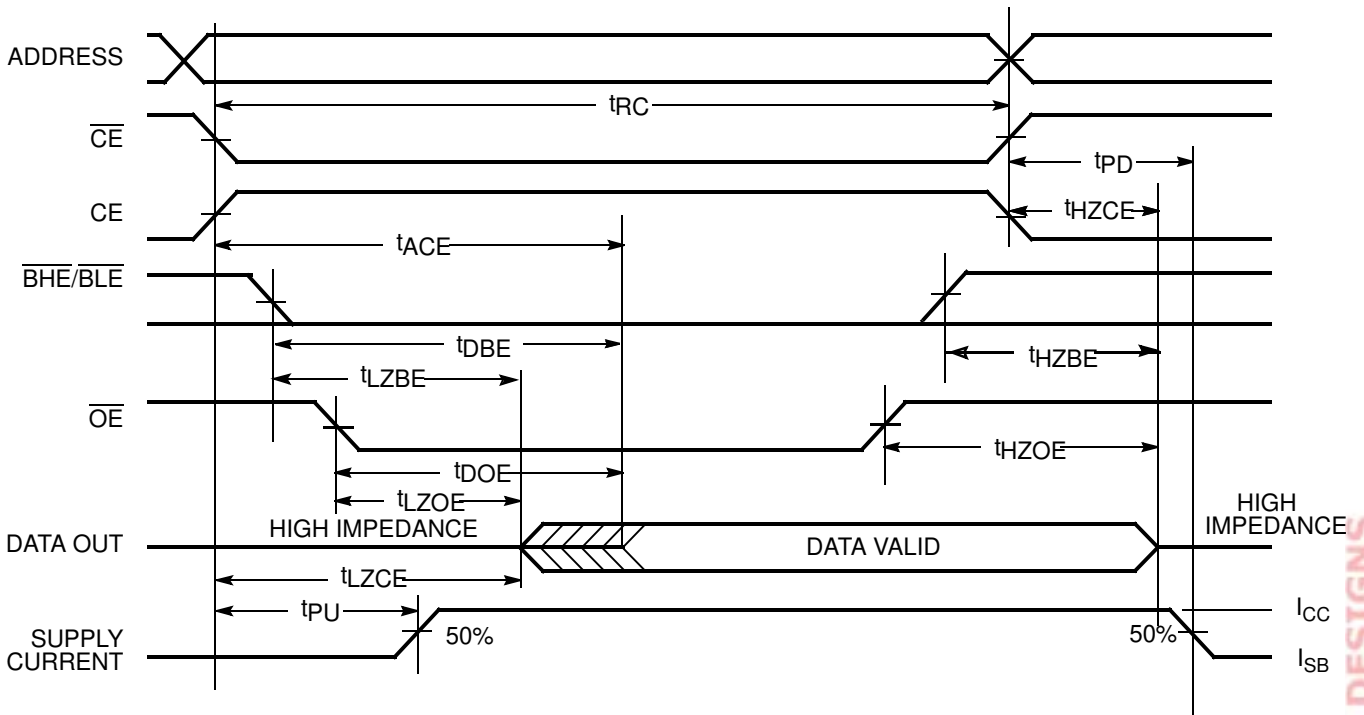 ADDRESS
tRC
CE
tPD
CE
tHZCE
tACE
BHE/BLE
tDBE
tHZBE
tLZBE
OE
tHZOE
tDOE
tLZOE
HIGH IMPEDANCE
HIGH
IMPEDANCE
DATA OUT
DATA VALID
tLZCE
tPU
ICC
50%
50%
SUPPLY
CURRENT
ISB
DESIGNS